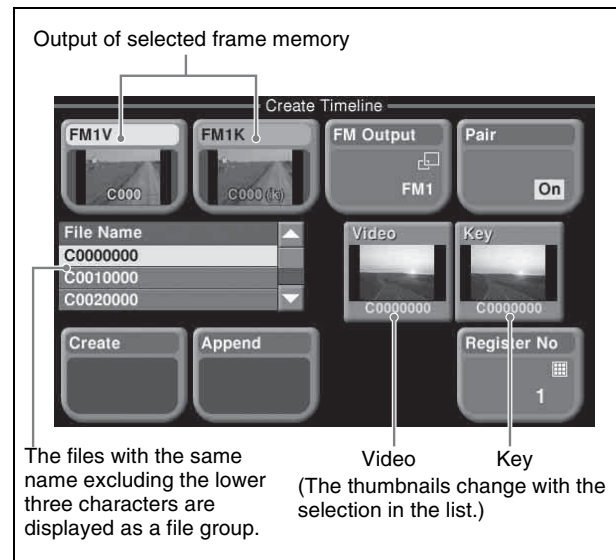 Output of selected frame memory
Create Timeline
FM1V
FM1K
FM Output
Pair
C000
C000 (k)
FM1
On
File Name
C0000000
C0010000
C0020000
Video
Key
C0000000
C0000000
Create
Append
Register No
1
The files with the same
name excluding the lower
three characters are
displayed as a file group.
Video
Key
(The thumbnails change with the
selection in the list.)